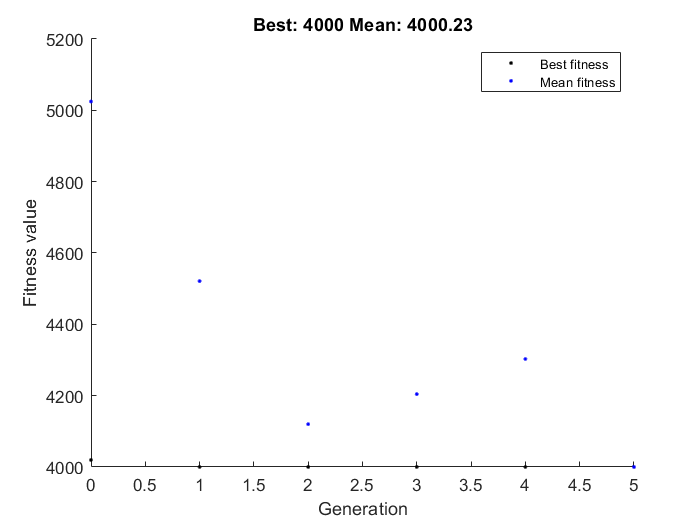 Best: 4000 Mean: 4000.23
Best fitness
Mean fitness
5200
5000
4800
4600
4400
4200
4000
Fitness value
0 0.5 1 1.5 2 2.5 3 3.5 4 4.5 5
Generation